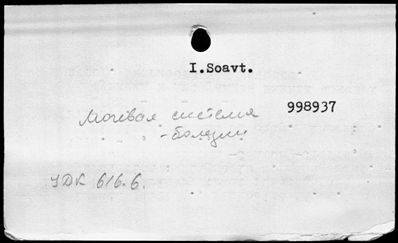 I.Soavt.
998937
Мочевая система
-болезни
УДК 616.6.